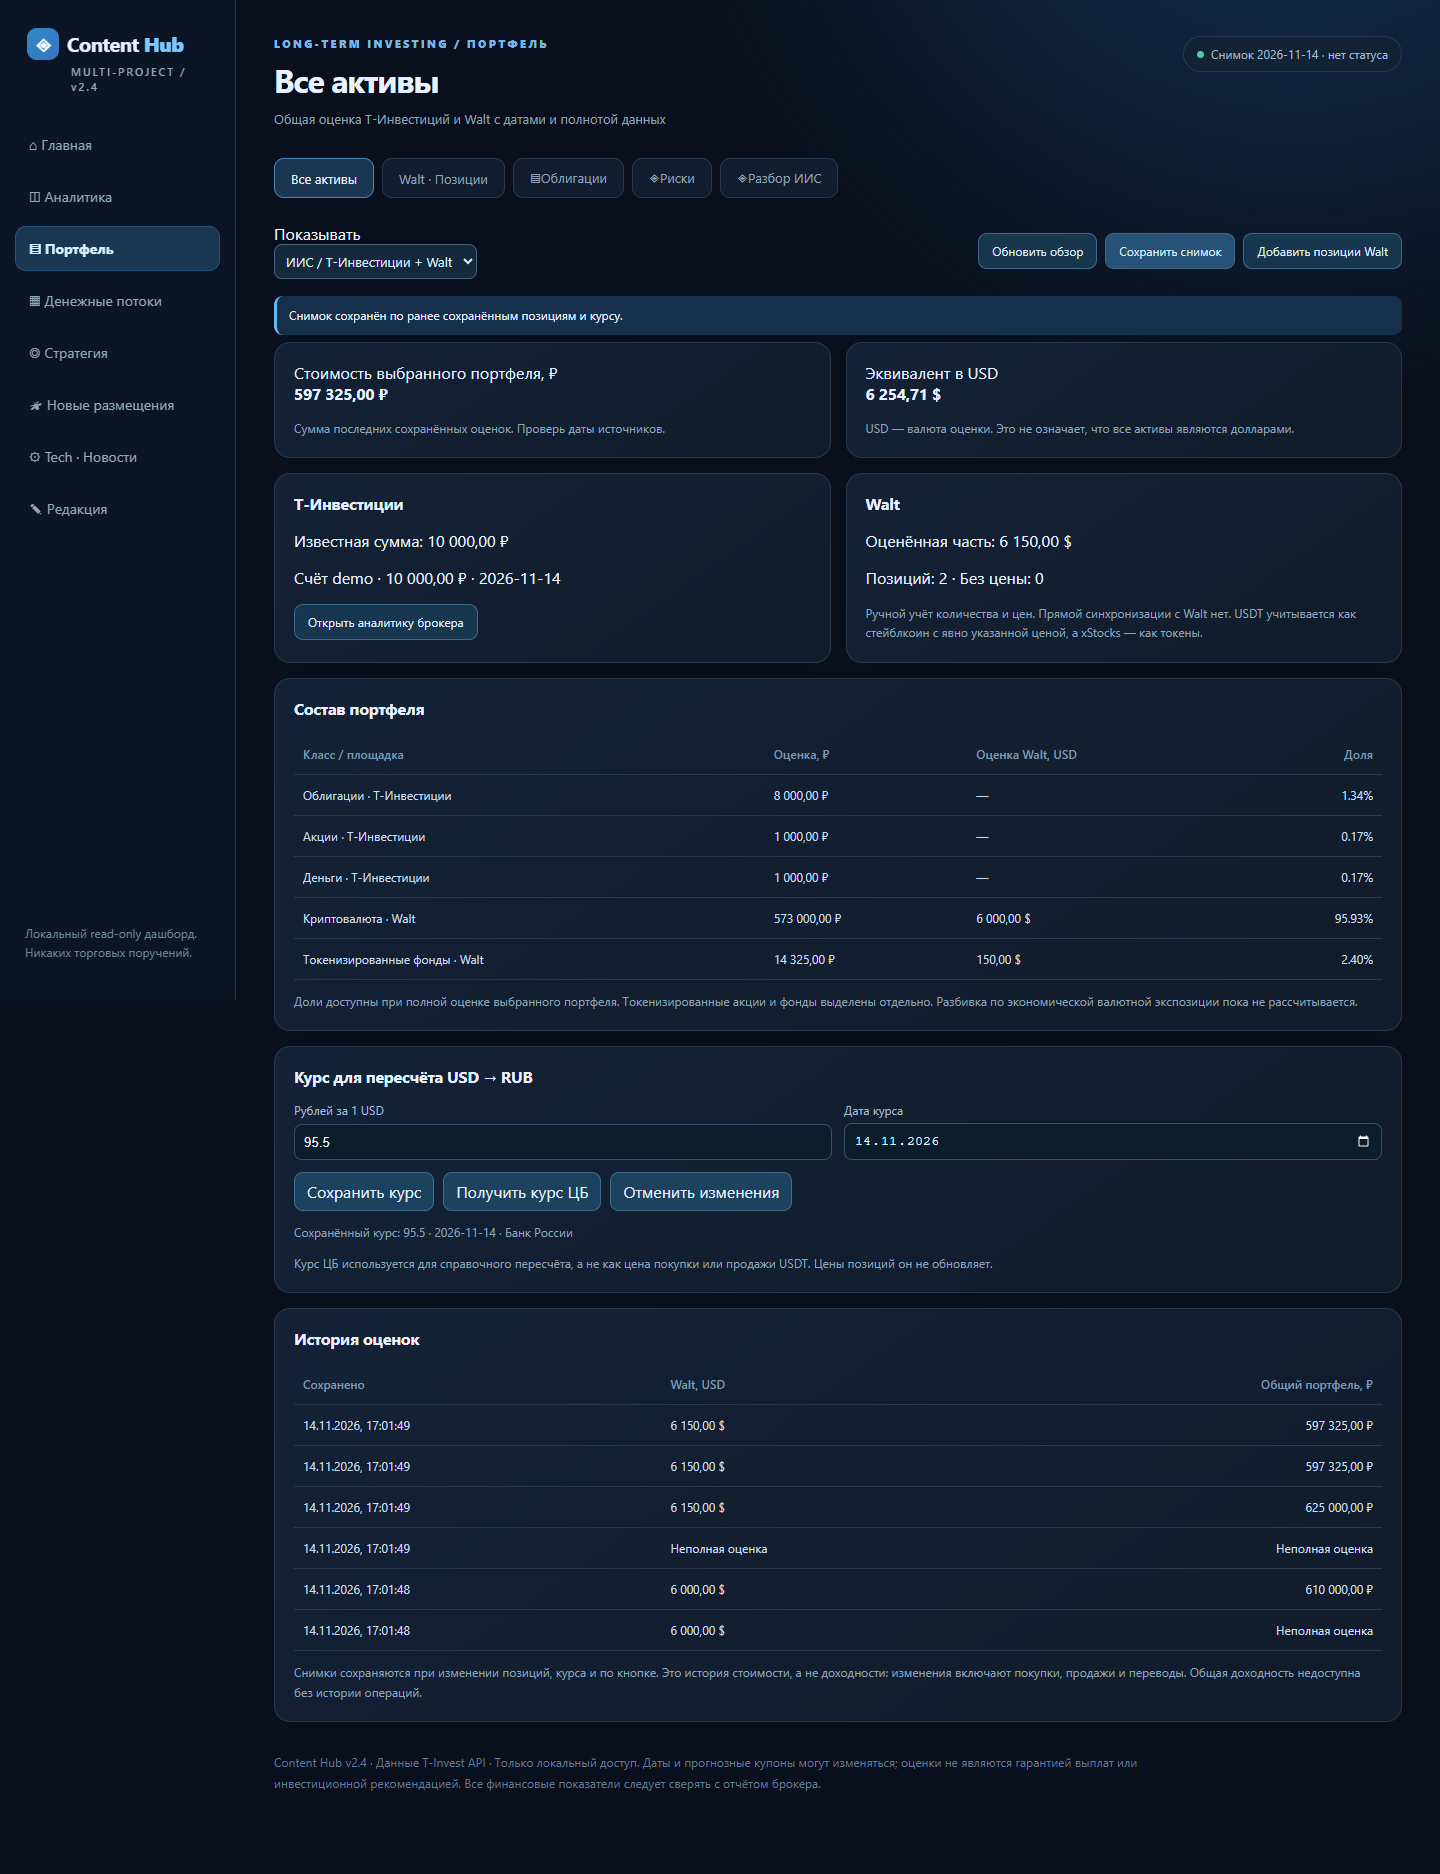 Content Hub
MULTI-PROJECT /
v2.4
Главная
Аналитика
Портфель
Денежные потоки
Стратегия
Новые размещения
Tech · Новости
Редакция
Локальный read-only дашборд.
Никаких торговых поручений.
LONG-TERM INVESTING / ПОРТФЕЛЬ
Все активы
Общая оценка Т-Инвестиций и Walt с датами и полнотой данных
Снимок 2026-11-14 · нет статуса
Все активы
Walt · Позиции
Облигации
Риски
Разбор ИИС
Показывать
ИИС / Т-Инвестиции + Walt
Обновить обзор
Сохранить снимок
Добавить позиции Walt
Снимок сохранён по ранее сохранённым позициям и курсу.
Стоимость выбранного портфеля, ₽
597 325,00 ₽
Сумма последних сохранённых оценок. Проверь даты источников.
Эквивалент в USD
6 254,71 $
USD — валюта оценки. Это не означает, что все активы являются долларами.
Т-Инвестиции
Известная сумма: 10 000,00 ₽
Счёт demo · 10 000,00 ₽ · 2026-11-14
Открыть аналитику брокера
Walt
Оценённая часть: 6 150,00 $
Позиций: 2 · Без цены: 0
Ручной учёт количества и цен. Прямой синхронизации с Walt нет. USDT учитывается как
стейблкоин с явно указанной ценой, а xStocks — как токены.
Состав портфеля
Класс / площадка Оценка, ₽ Оценка Walt, USD Доля
Облигации · Т-Инвестиции 8 000,00 ₽ — 1.34%
Акции · Т-Инвестиции 1 000,00 ₽ — 0.17%
Деньги · Т-Инвестиции 1 000,00 ₽ — 0.17%
Криптовалюта · Walt 573 000,00 ₽ 6 000,00 $ 95.93%
Токенизированные фонды · Walt 14 325,00 ₽ 150,00 $ 2.40%
Доли доступны при полной оценке выбранного портфеля. Токенизированные акции и фонды выделены отдельно. Разбивка по экономической валютной экспозиции пока не рассчитывается.
Курс для пересчёта USD → RUB
Рублей за 1 USD
95.5
Дата курса
14.11.2026
Сохранить курс
Получить курс ЦБ
Отменить изменения
Сохранённый курс: 95.5 · 2026-11-14 · Банк России
Курс ЦБ используется для справочного пересчёта, а не как цена покупки или продажи USDT. Цены позиций он не обновляет.
История оценок
Сохранено Walt, USD Общий портфель, ₽
14.11.2026, 17:01:49 6 150,00 $ 597 325,00 ₽
14.11.2026, 17:01:49 6 150,00 $ 597 325,00 ₽
14.11.2026, 17:01:49 6 150,00 $ 625 000,00 ₽
14.11.2026, 17:01:49 Неполная оценка Неполная оценка
14.11.2026, 17:01:48 6 000,00 $ 610 000,00 ₽
14.11.2026, 17:01:48 6 000,00 $ Неполная оценка
Снимки сохраняются при изменении позиций, курса и по кнопке. Это история стоимости, а не доходности: изменения включают покупки, продажи и переводы. Общая доходность недоступна
без истории операций.
Content Hub v2.4 · Данные T-Invest API · Только локальный доступ. Даты и прогнозные купоны могут изменяться; оценки не являются гарантией выплат или
инвестиционной рекомендацией. Все финансовые показатели следует сверять с отчётом брокера.